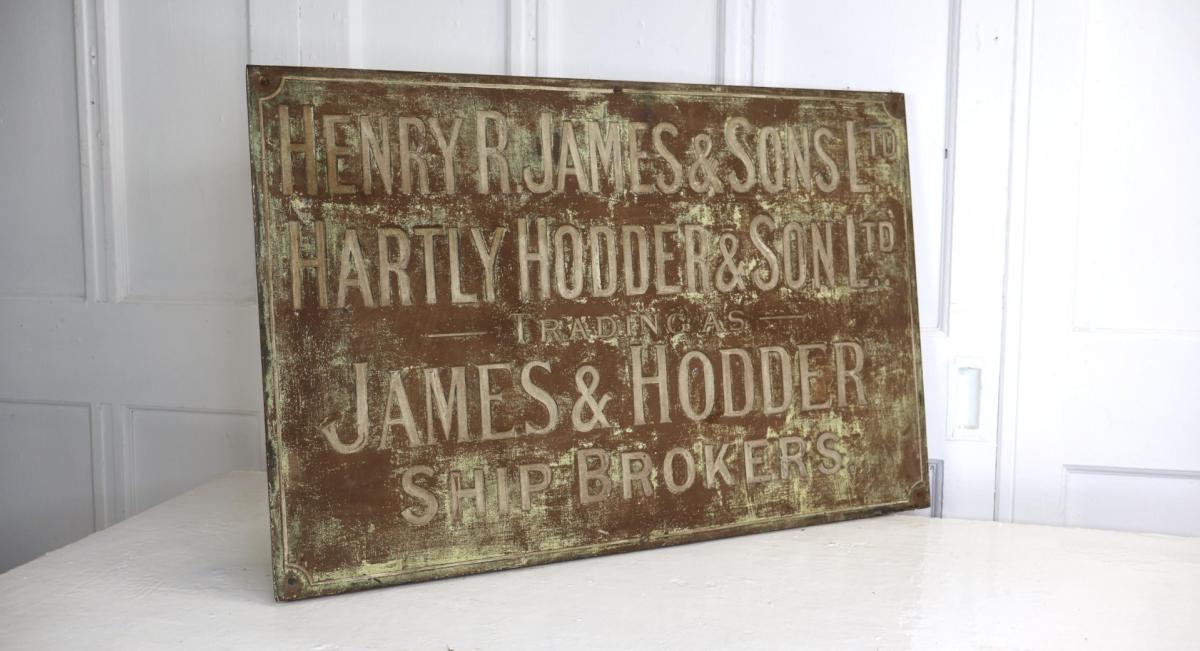 HENRY R. JAMES & SONS LTD
HARTLY HODDER & SON LTD.
TRADING AS
JAMES & HODDER
SHIP BROKERS.